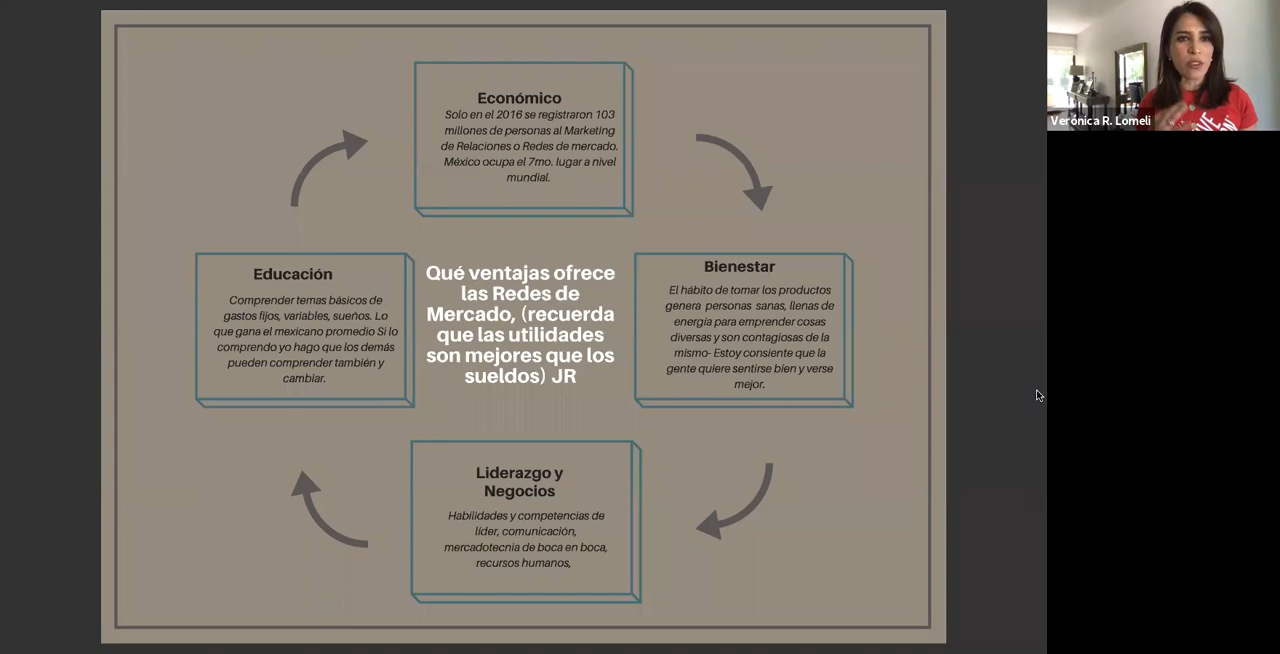 Económico
Solo en el 2016 se registraron 103
millones de personas al Marketing
de Relaciones o Redes de mercado.
México ocupa el 7mo. lugar a nivel
mundial.
Educación
Comprender temas básicos de
gastos fijos, variables, sueños. Lo
que gana el mexicano promedio Si lo
comprendo yo hago que los demás
pueden comprender también y
cambiar.
Qué ventajas ofrece
las Redes de
Mercado, (recuerda
que las utilidades
son mejores que los
sueldos) JR
Bienestar
El hábito de tomar los productos
genera personas sanas, llenas de
energia para emprender cosas
diversas y son contagiosas de la
mismo- Estoy consiente que la
gente quiere sentirse bien y verse
mejor.
Liderazgo y
Negocios
Habilidades y competencias de
líder, comunicación,
mercadotecnia de boca en boca,
recursos humanos,
Verónica R. Lomelí